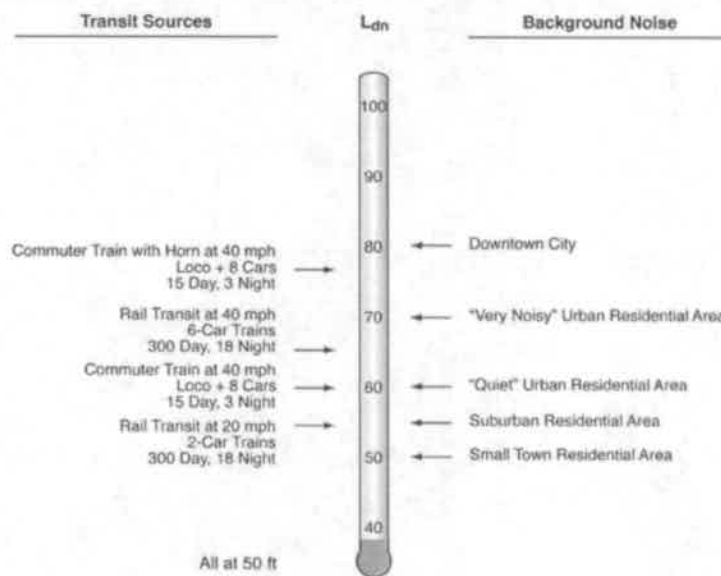 Transit Sources
Ldn
Background Noise
100
90
80
70
60
50
40
Commuter Train with Horn at 40 mph
Loco + 8 Cars
15 Day, 3 Night
Rail Transit at 40 mph
6-Car Trains
300 Day, 18 Night
Commuter Train at 40 mph
Loco + 8 Cars
15 Day, 3 Night
Rail Transit at 20 mph
2-Car Trains
300 Day, 18 Night
All at 50 ft
Downtown City
"Very Noisy" Urban Residential Area
"Quiet" Urban Residential Area
Suburban Residential Area
Small Town Residential Area